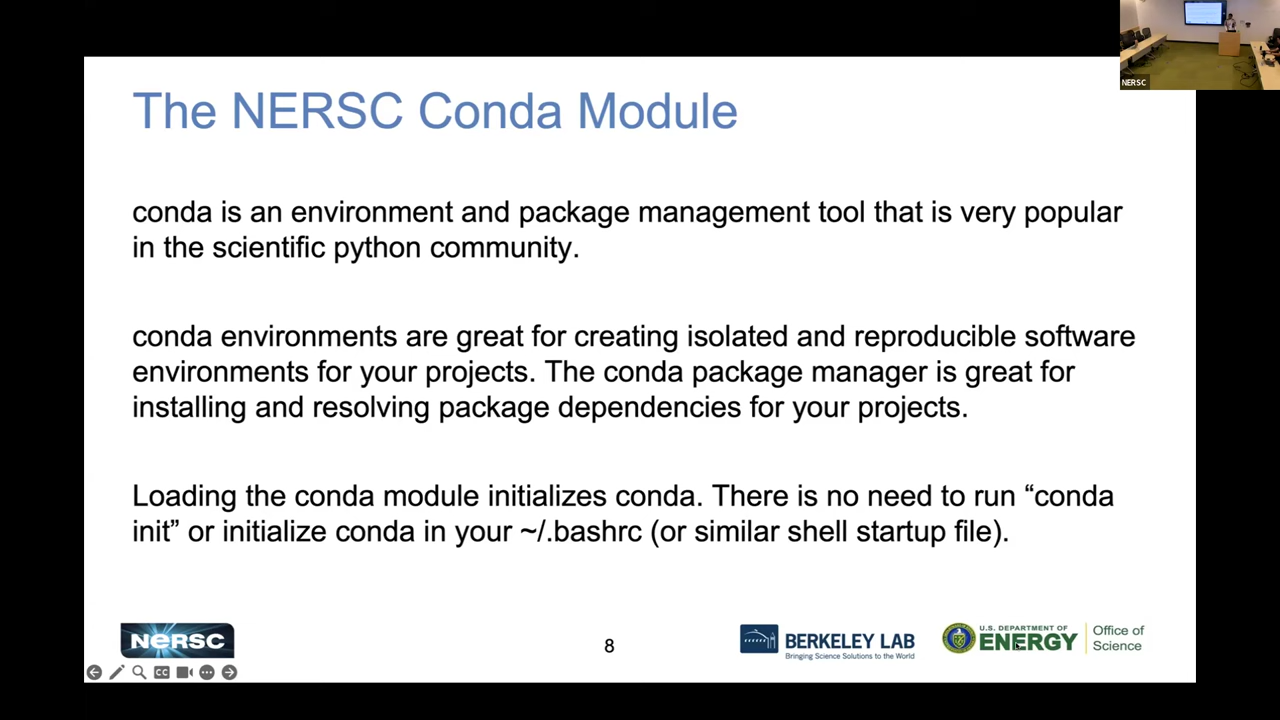 NERSC
The NERSC Conda Module
conda is an environment and package management tool that is very popular
in the scientific python community.
conda environments are great for creating isolated and reproducible software
environments for your projects. The conda package manager is great for
installing and resolving package dependencies for your projects.
Loading the conda module initializes conda. There is no need to run “conda
init” or initialize conda in your ~/.bashrc (or similar shell startup file).
NERSC
8
BERKELEY LAB
Bringing Science Solutions to the World
U.S. DEPARTMENT OF
ENERGY
Office of
Science
CC